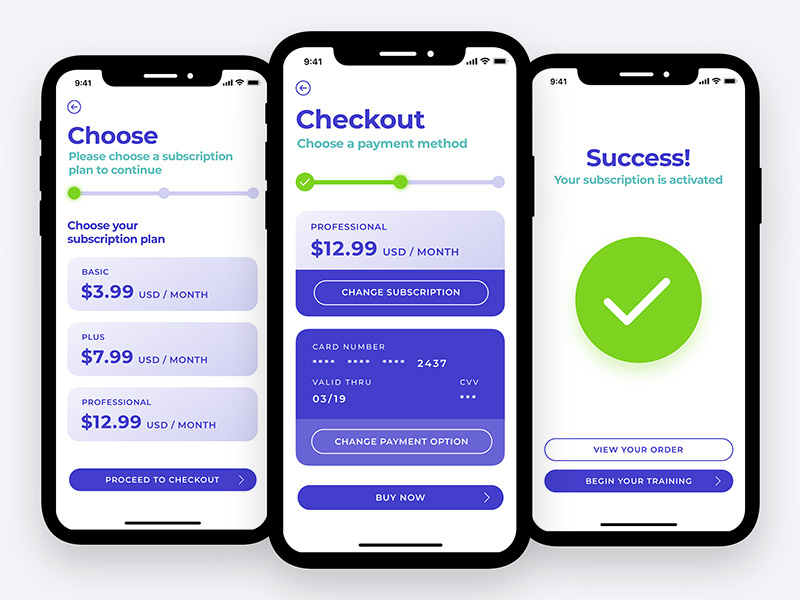 9:41
Choose
Please choose a subscription
plan to continue
Choose your
subscription plan
BASIC
$3.99 USD / MONTH
PLUS
$7.99 USD / MONTH
PROFESSIONAL
$12.99 USD / MONTH
PROCEED TO CHECKOUT
9:41
Checkout
Choose a payment method
PROFESSIONAL
$12.99 USD / MONTH
CHANGE SUBSCRIPTION
CARD NUMBER
**** **** **** 2437
VALID THRU CVV
03/19 ***
CHANGE PAYMENT OPTION
BUY NOW
9:41
Success!
Your subscription is activated
VIEW YOUR ORDER
BEGIN YOUR TRAINING